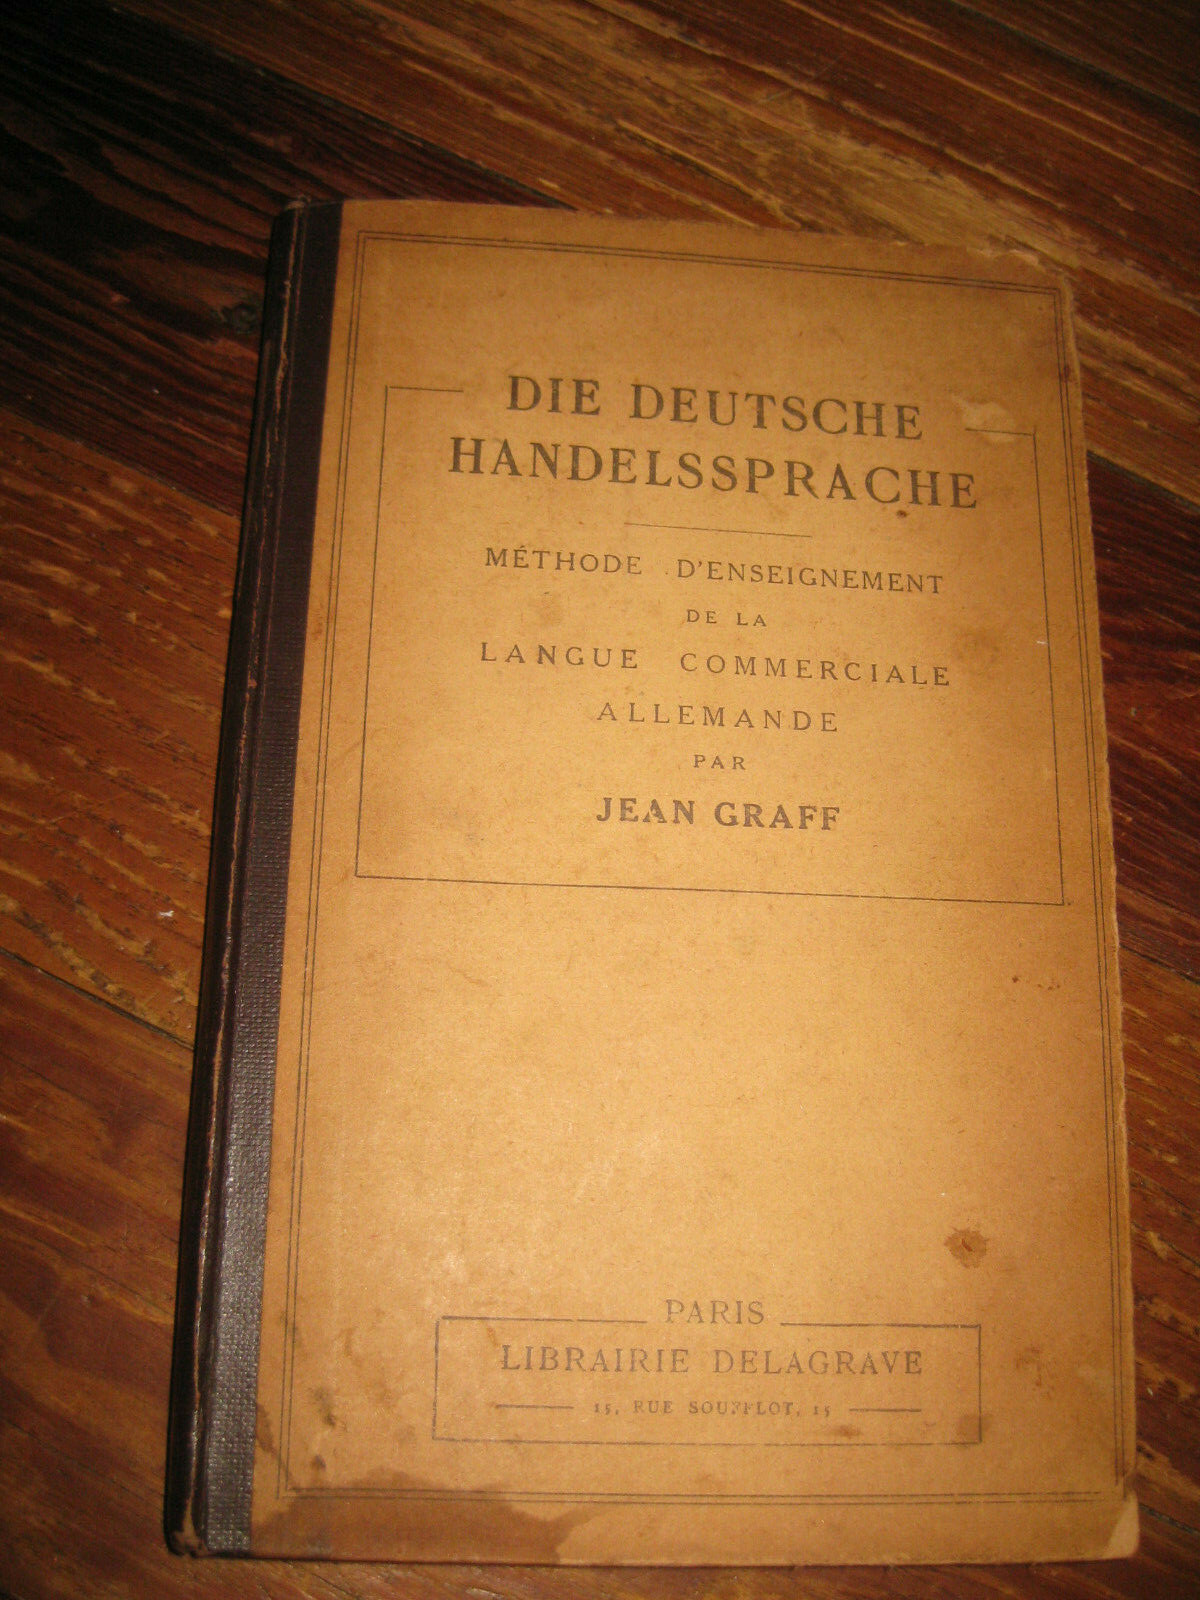 DIE DEUTSCHE
HANDELSSPRACHE
MÉTHODE D'ENSEIGNEMENT
DE LA
LANGUE COMMERCIALE
ALLEMANDE
PAR
JEAN GRAFF
PARIS
LIBRAIRIE DELAGRAVE
15, RUE SOUFFLOT, 15